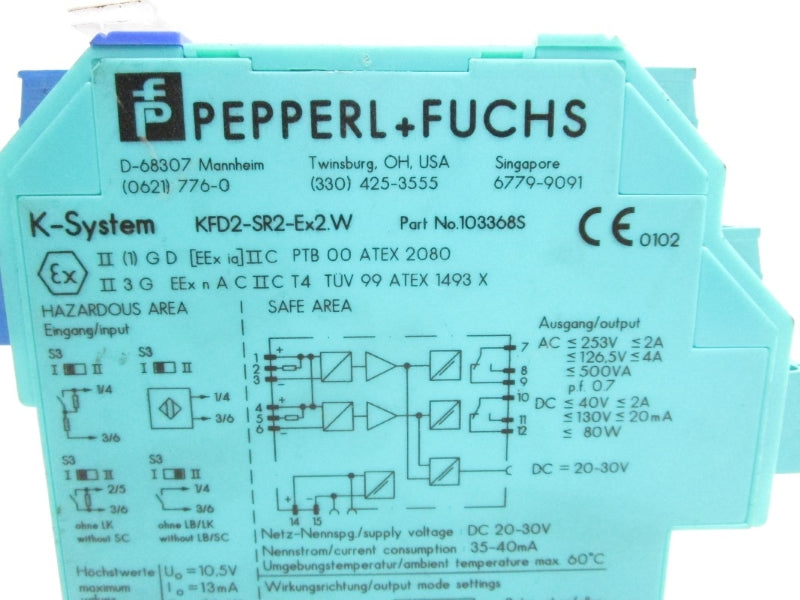 PEPPERL+FUCHS
D-68307 Mannheim Twinsburg, OH, USA Singapore
(0621) 776-0 (330) 425-3555 6779-9091
K-System KFD2-SR2-Ex2.W Part No.103368S CE 0102
Ex II (1) G D [EEx ia] II C PTB 00 ATEX 2080
II 3 G EEx n A C II C T4 TÜV 99 ATEX 1493 X
HAZARDOUS AREA SAFE AREA
Eingang/input
Ausgang/output
AC ≤ 253V ≤ 2A
≤ 126,5V ≤ 4A
≤ 500VA
p.f. 0.7
DC ≤ 40V ≤ 2A
≤ 130V ≤ 20mA
≤ 80W
DC = 20-30V
S3 S3
I II I II
1/4 1/4
3/6 3/6
S3 S3
I II I II
2/5 1/4
3/6 3/6
ohne LK ohne LB/LK
without SC without LB/SC
1 + 7
2 8
3 - 9
4 + 10
5 11
6 - 12
+ -
14 15
Netz-Nennspg./supply voltage DC 20-30V
Nennstrom/current consumption 35-40mA
Umgebungstemperatur/ambient temperature max. 60°C
Höchstwerte Uo = 10,5V Wirkungsrichtung/output mode settings
maximum Io = 13mA